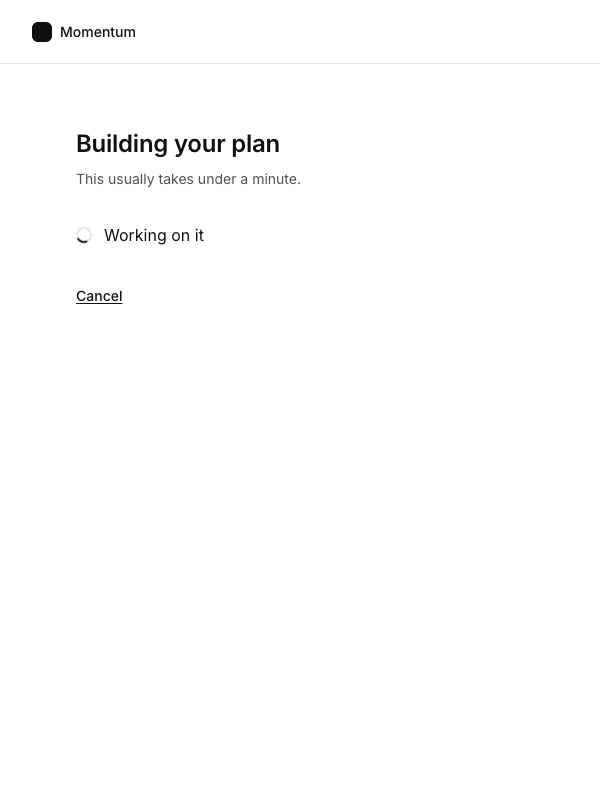 Momentum
Building your plan
This usually takes under a minute.
Working on it
Cancel